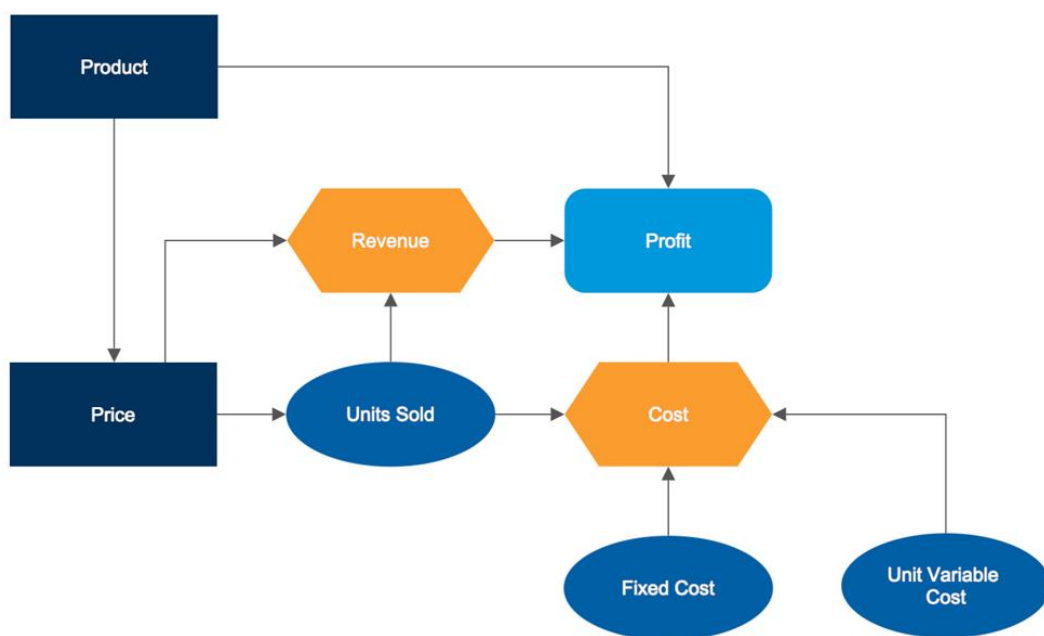 Product
Revenue
Profit
Price
Units Sold
Cost
Fixed Cost
Unit Variable
Cost